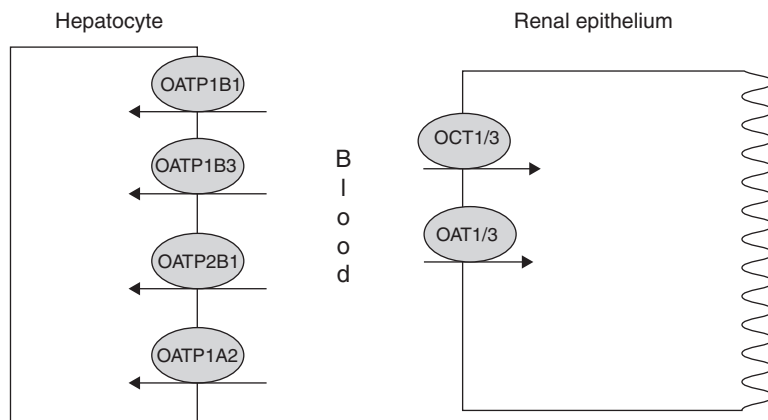 Hepatocyte
Renal epithelium
OATP1B1
OATP1B3
OATP2B1
OATP1A2
B
l
o
o
d
OCT1/3
OAT1/3